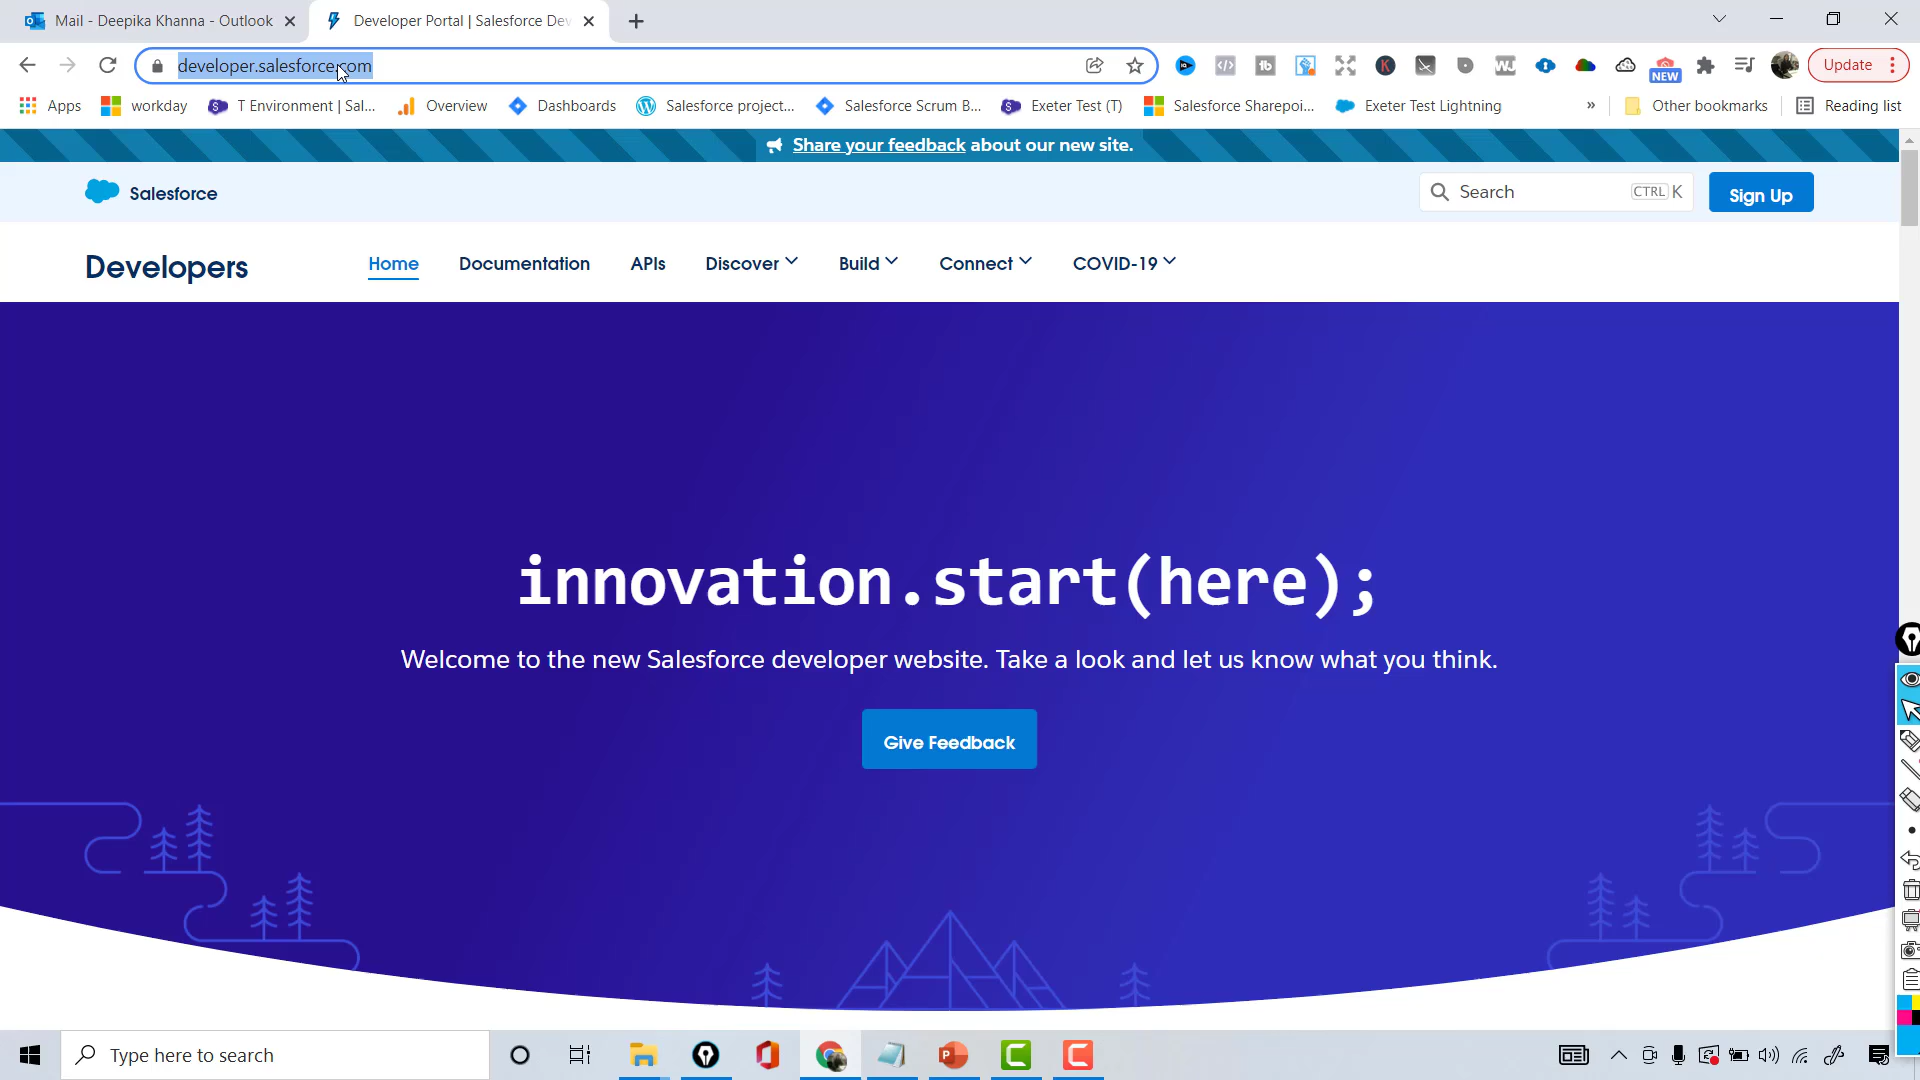 Mail - Deepika Khanna - Outlook
Developer Portal | Salesforce Dev
developer.salesforce.com
NEW
Update
Apps
workday
T Environment | Sal...
Overview
Dashboards
Salesforce project...
Salesforce Scrum B...
Exeter Test (T)
Salesforce Sharepoi...
Exeter Test Lightning
»
Other bookmarks
Reading list
Share your feedback about our new site.
Salesforce
Search
CTRL K
Sign Up
Developers
Home
Documentation
APIs
Discover
Build
Connect
COVID-19
innovation.start(here);
Welcome to the new Salesforce developer website. Take a look and let us know what you think.
Give Feedback
Type here to search